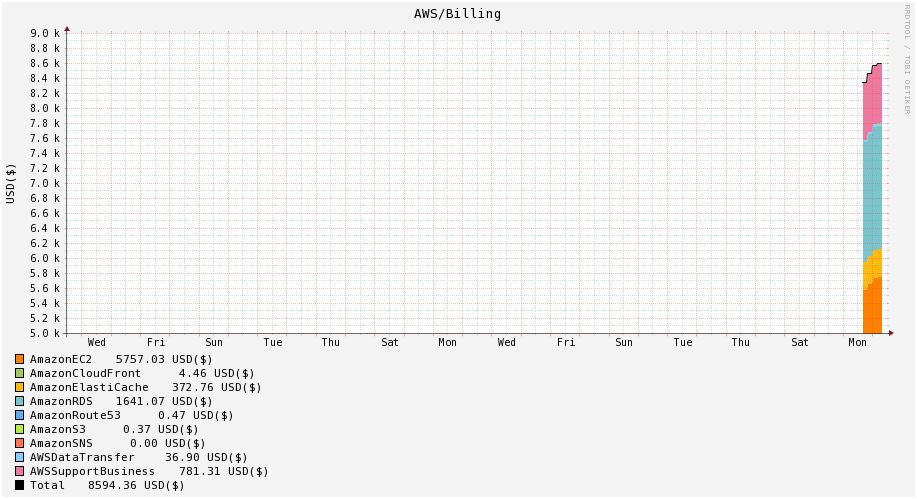 AWS/Billing
RRDTOOL / TOBI OETIKER
USD($)
9.0 k
8.8 k
8.6 k
8.4 k
8.2 k
8.0 k
7.8 k
7.6 k
7.4 k
7.2 k
7.0 k
6.8 k
6.6 k
6.4 k
6.2 k
6.0 k
5.8 k
5.6 k
5.4 k
5.2 k
5.0 k
Wed Fri Sun Tue Thu Sat Mon Wed Fri Sun Tue Thu Sat Mon
AmazonEC2 5757.03 USD($)
AmazonCloudFront 4.46 USD($)
AmazonElastiCache 372.76 USD($)
AmazonRDS 1641.07 USD($)
AmazonRoute53 0.47 USD($)
AmazonS3 0.37 USD($)
AmazonSNS 0.00 USD($)
AWSDataTransfer 36.90 USD($)
AWSSupportBusiness 781.31 USD($)
Total 8594.36 USD($)